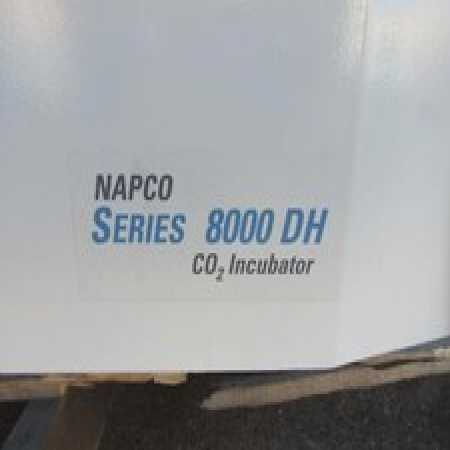 NAPCO
SERIES 8000 DH
CO₂ Incubator